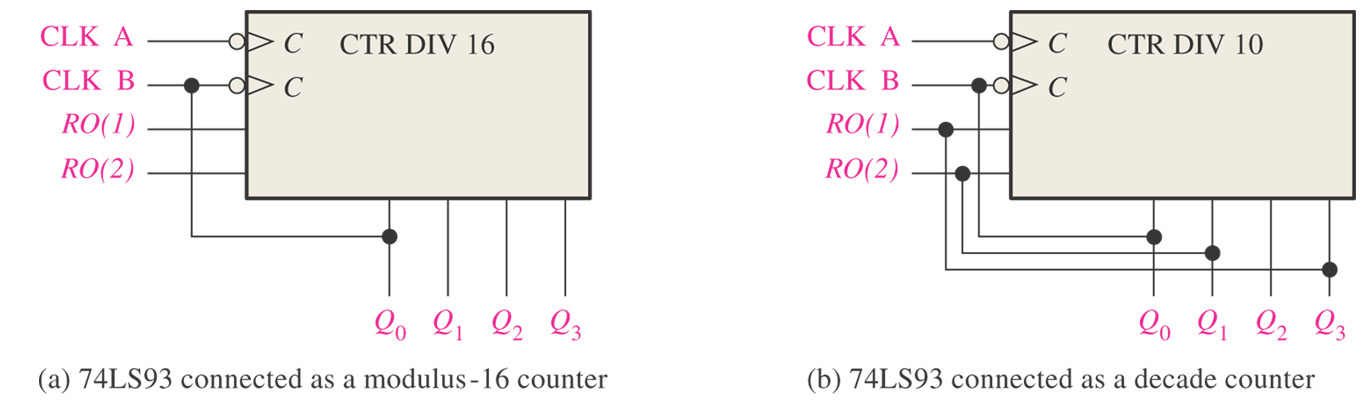 CLK A
C
CTR DIV 16
CLK B
C
RO(1)
RO(2)
Q0 Q1 Q2 Q3
(a) 74LS93 connected as a modulus-16 counter
CLK A
C
CTR DIV 10
CLK B
C
RO(1)
RO(2)
Q0 Q1 Q2 Q3
(b) 74LS93 connected as a decade counter